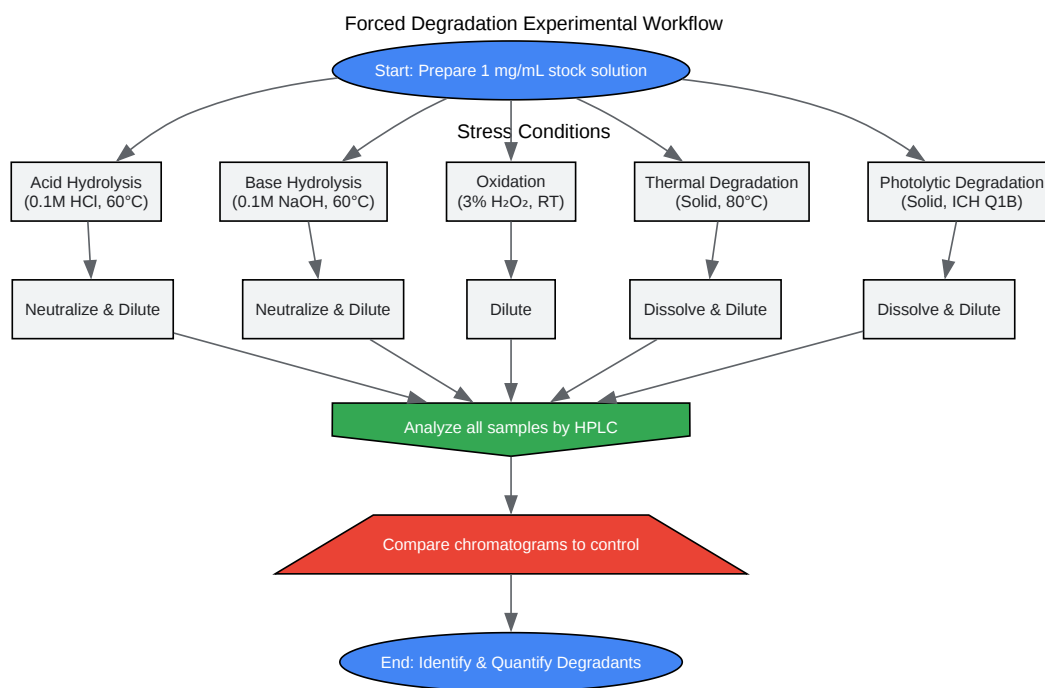 Forced Degradation Experimental Workflow
Start: Prepare 1 mg/mL stock solution
Stress Conditions
Acid Hydrolysis
(0.1M HCl, 60°C)
Base Hydrolysis
(0.1M NaOH, 60°C)
Oxidation
(3% H₂O₂, RT)
Thermal Degradation
(Solid, 80°C)
Photolytic Degradation
(Solid, ICH Q1B)
Neutralize & Dilute
Neutralize & Dilute
Dilute
Dissolve & Dilute
Dissolve & Dilute
Analyze all samples by HPLC
Compare chromatograms to control
End: Identify & Quantify Degradants